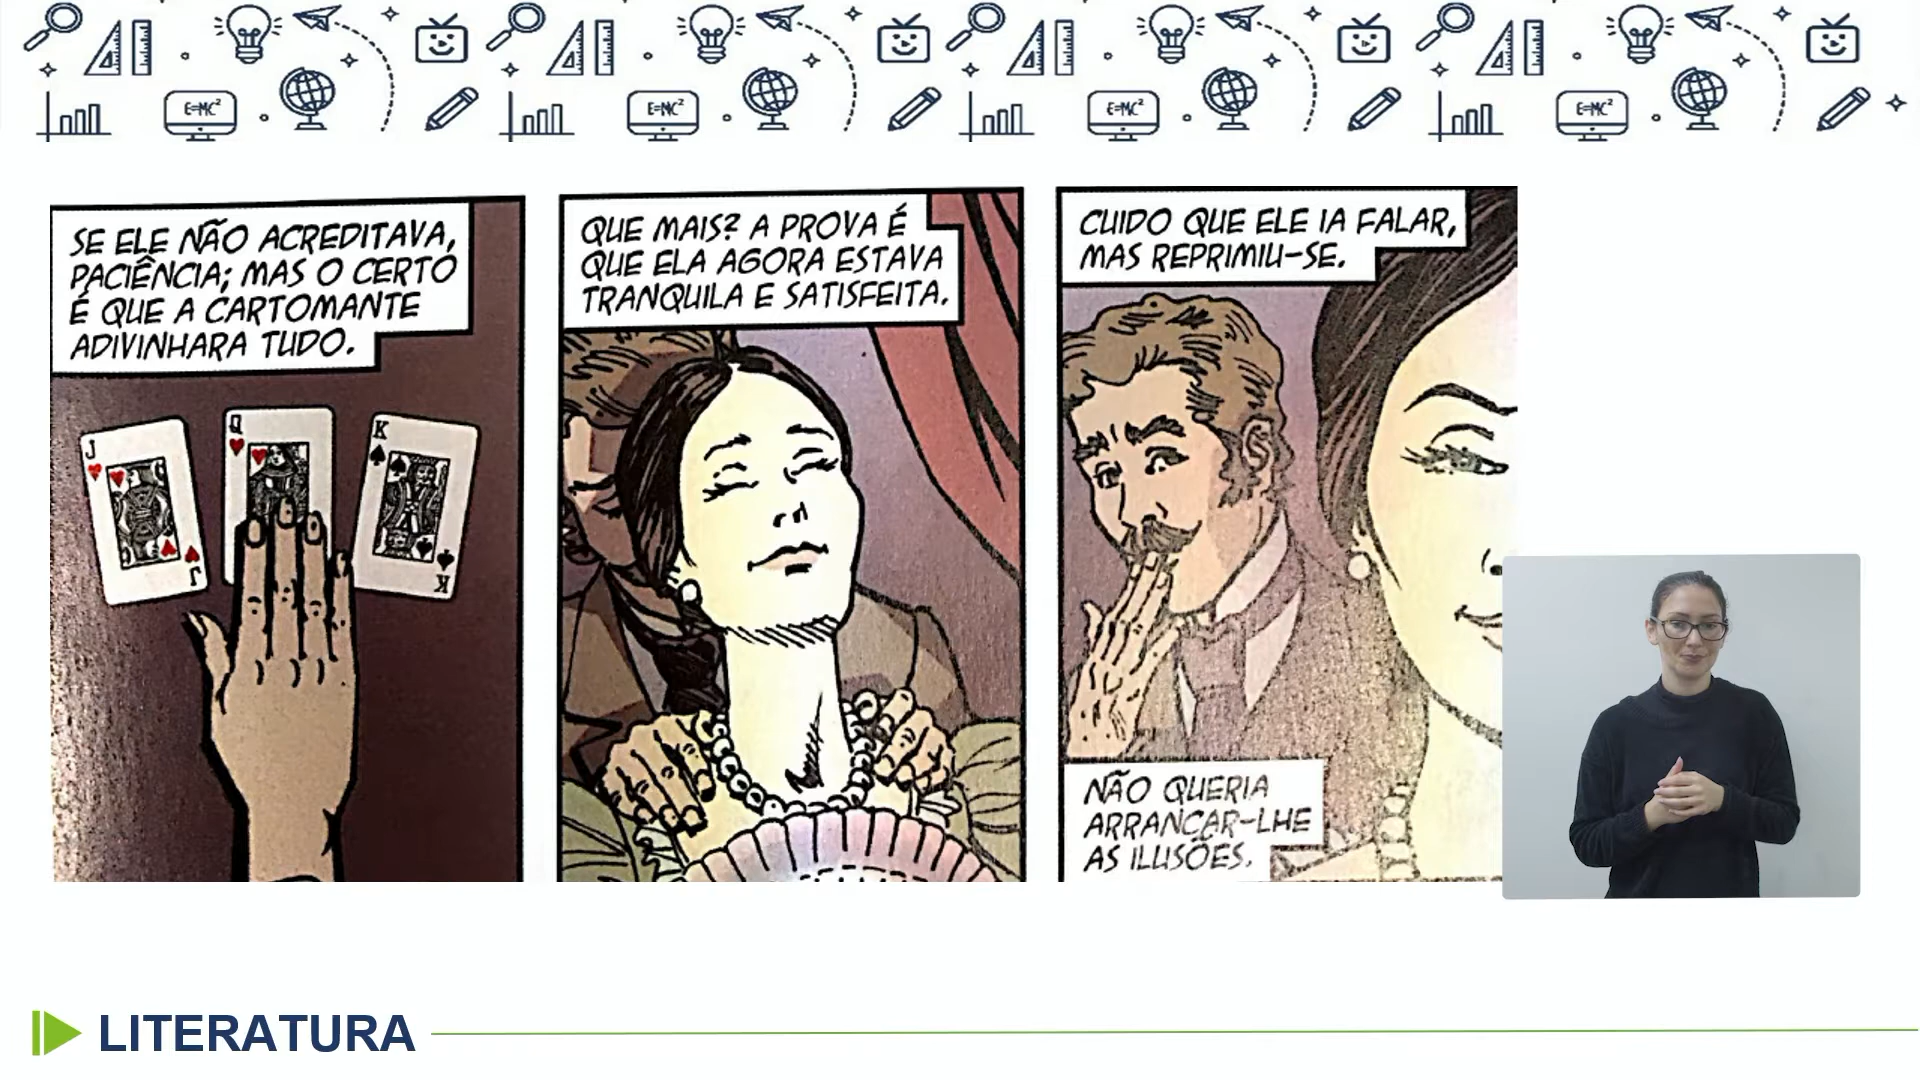 E=MC²
E=MC²
E=MC²
E=MC²
SE ELE NÃO ACREDITAVA,
PACIÊNCIA; MAS O CERTO
É QUE A CARTOMANTE
ADIVINHARA TUDO.
J
J
Q
K
K
QUE MAIS? A PROVA É
QUE ELA AGORA ESTAVA
TRANQUILA E SATISFEITA.
CUIDO QUE ELE IA FALAR,
MAS REPRIMIU-SE.
NÃO QUERIA
ARRANCAR-LHE
AS ILUSÕES.
LITERATURA